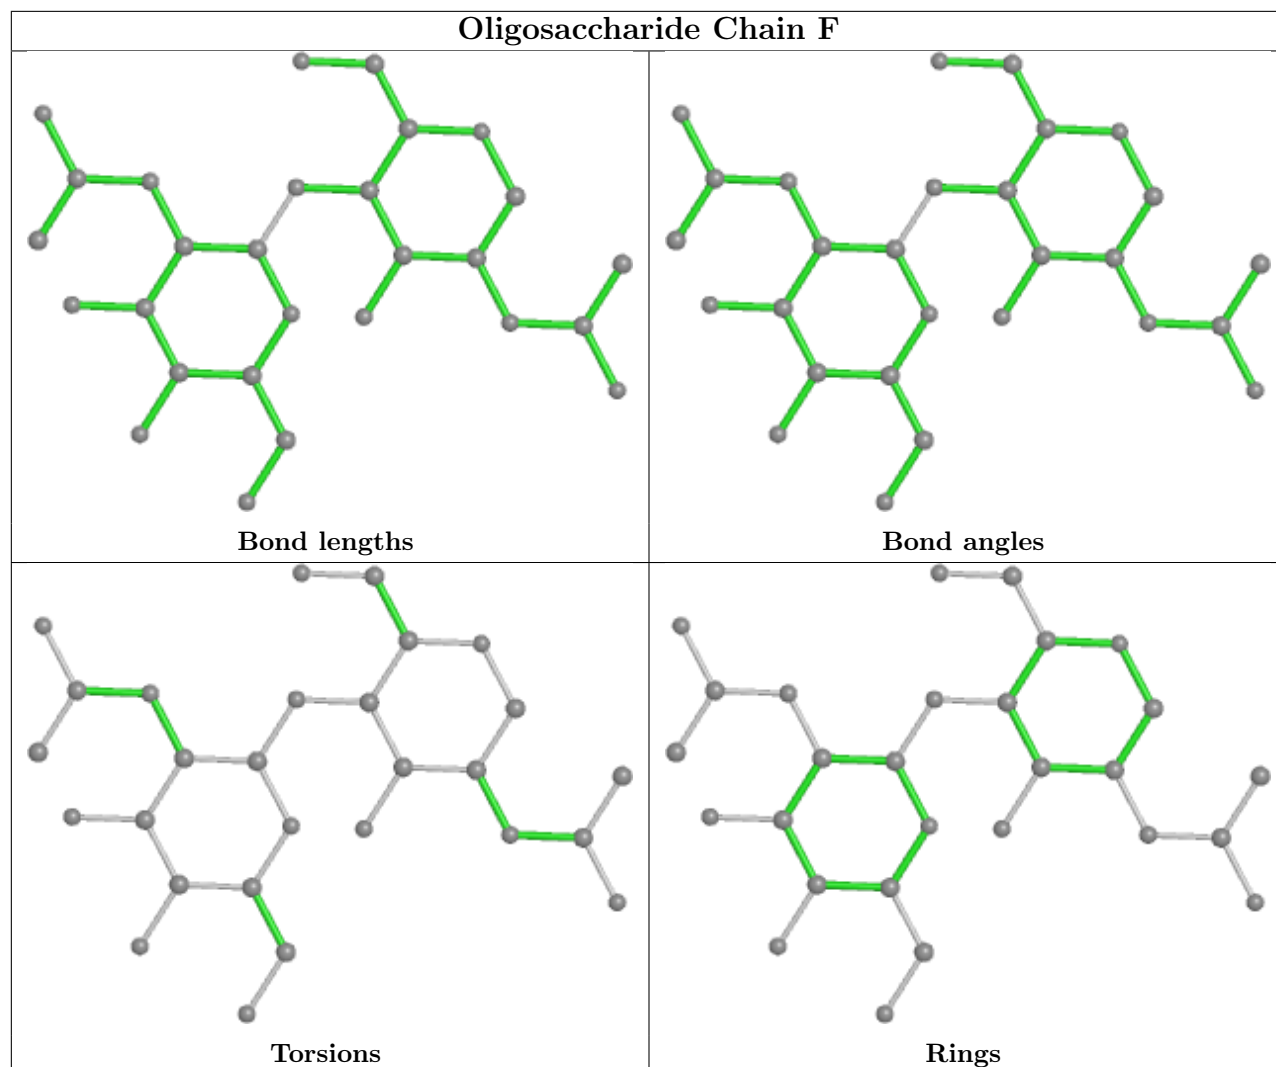 Oligosaccharide Chain F
Bond lengths
Bond angles
Torsions
Rings